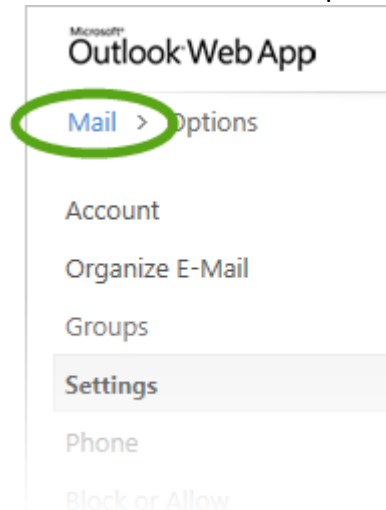 Microsoft
Outlook Web App
Mail > Options
Account
Organize E-Mail
Groups
Settings
Phone
Block or Allow